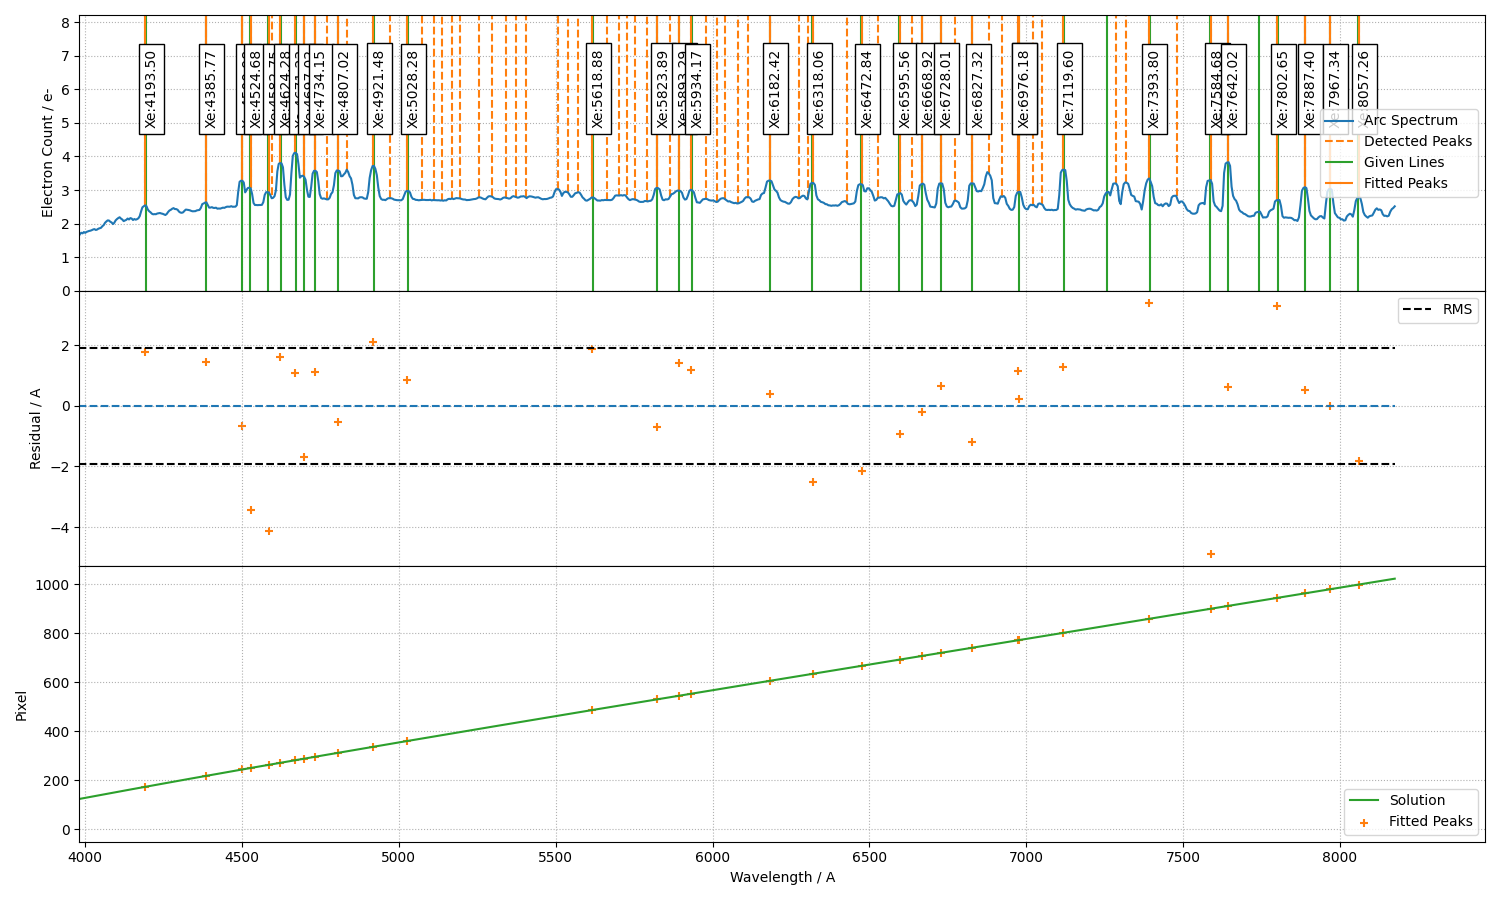 8
7
6
5
4
3
2
1
0
Electron Count / e-
Xe:4193.50
Xe:4385.77
Xe:4524.68
Xe:4624.28
Xe:4734.15
Xe:4807.02
Xe:4921.48
Xe:5028.28
Xe:5618.88
Xe:5823.89
Xe:5893.29
Xe:5934.17
Xe:6182.42
Xe:6318.06
Xe:6472.84
Xe:6595.56
Xe:6668.92
Xe:6728.01
Xe:6827.32
Xe:6976.18
Xe:7119.60
Xe:7393.80
Xe:7584.68
Xe:7642.02
Xe:7802.65
Xe:7887.40
Xe:7967.34
Xe:8057.26
Arc Spectrum
Detected Peaks
Given Lines
Fitted Peaks
2
0
−2
−4
Residual / A
RMS
1000
800
600
400
200
0
Pixel
Solution
Fitted Peaks
4000 4500 5000 5500 6000 6500 7000 7500 8000
Wavelength / A